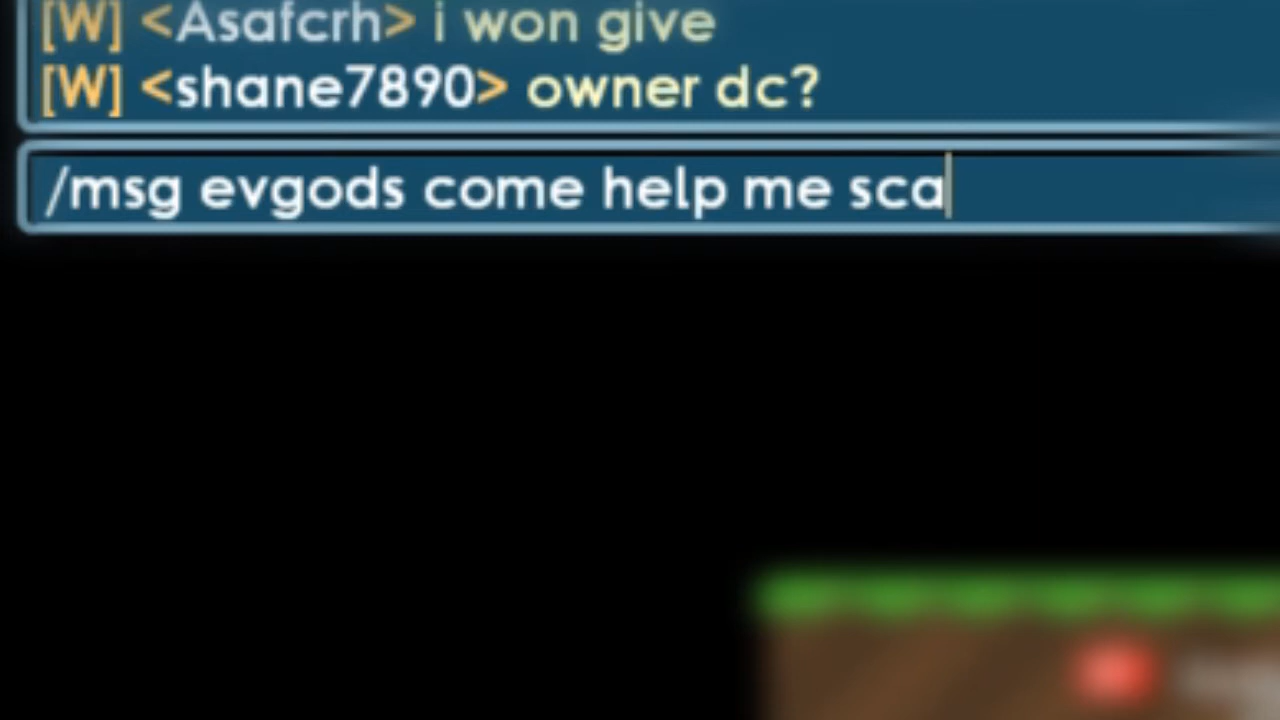 [W] <Asafcrh> i won give
[W] <shane7890> owner dc?
/msg evgods come help me sca